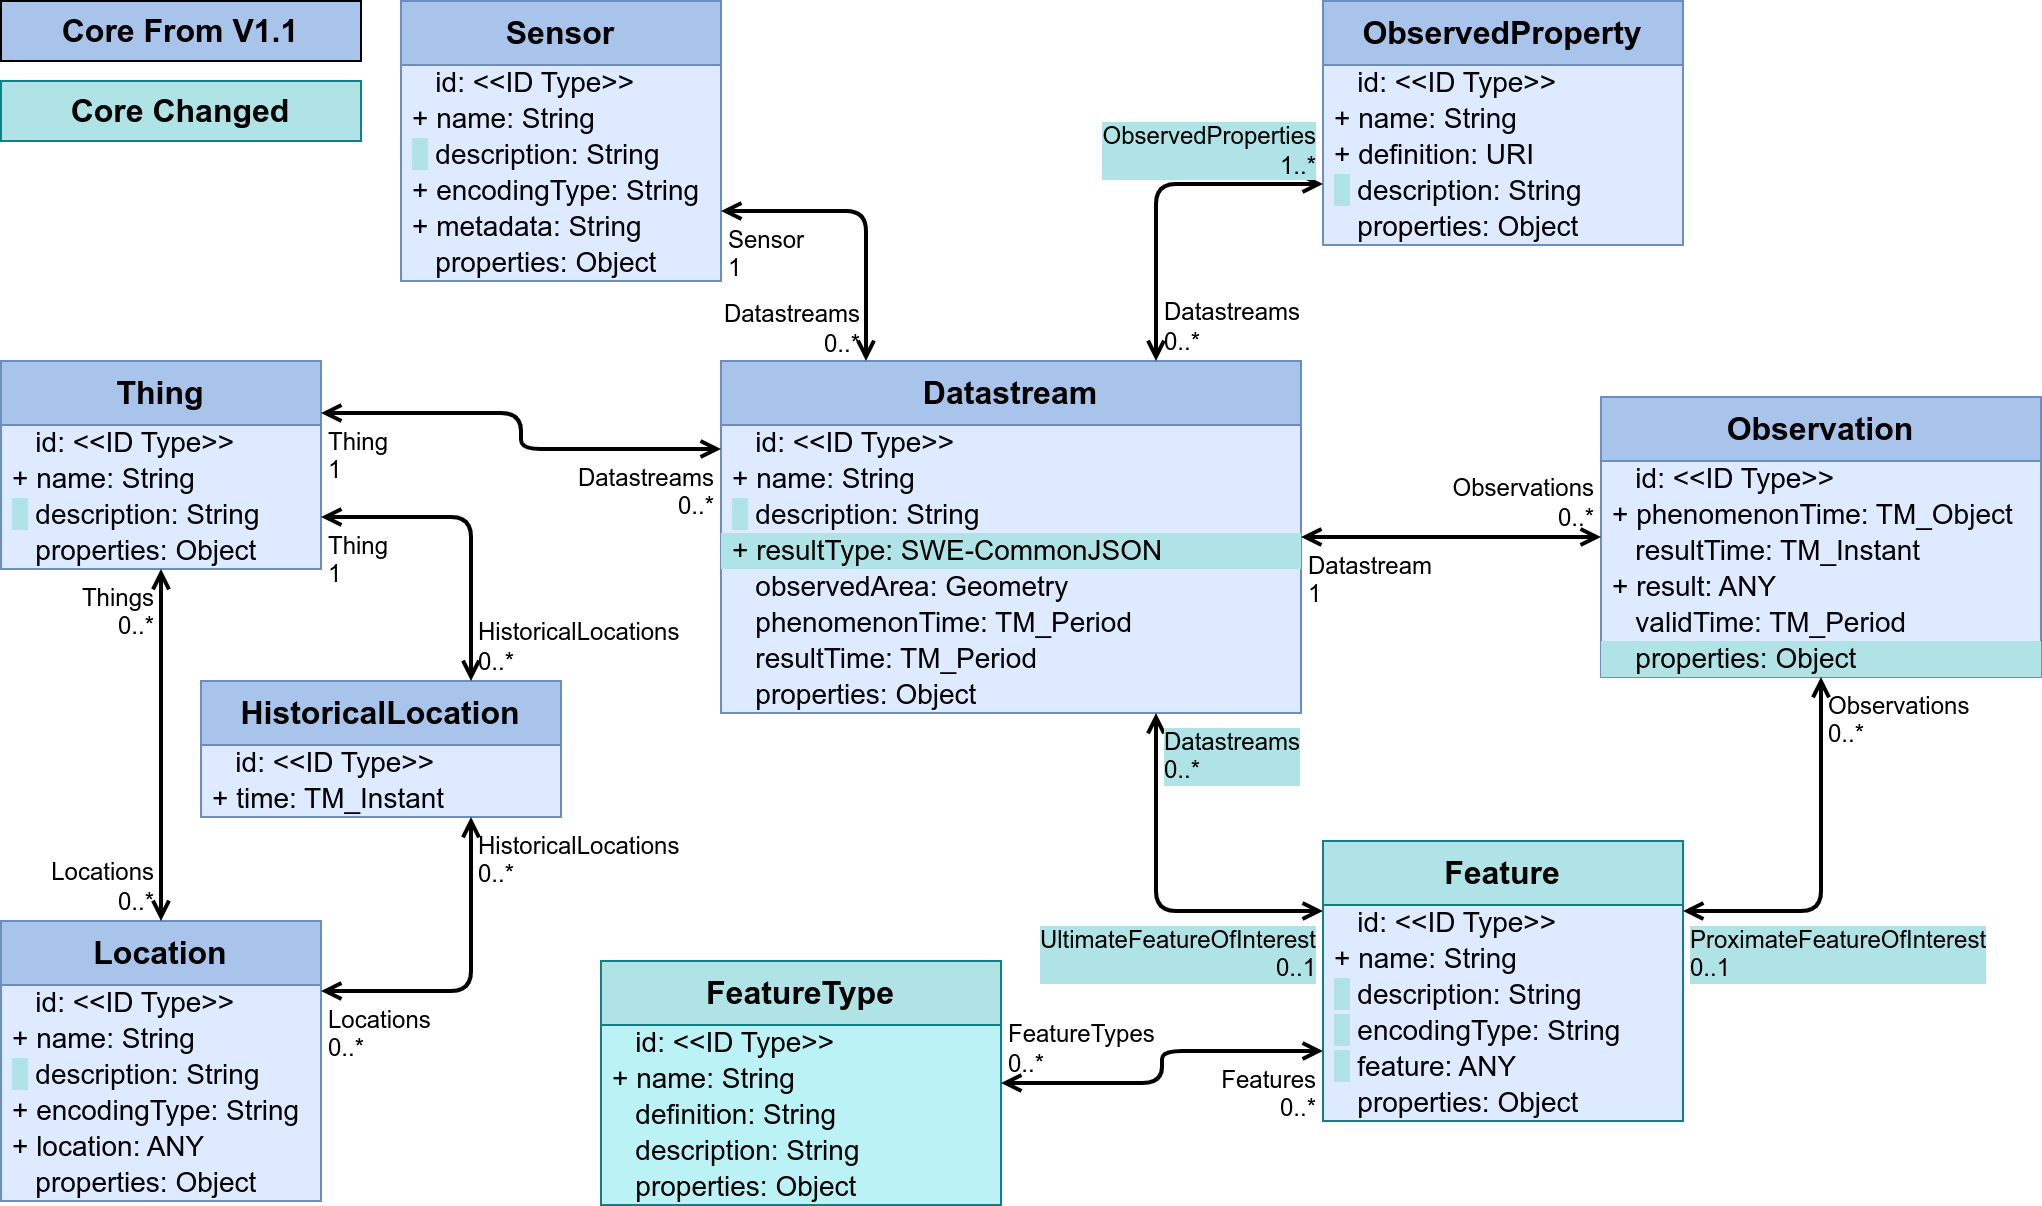 Core From V1.1
Core Changed
Sensor
id: <<ID Type>>
+ name: String
description: String
+ encodingType: String
+ metadata: String
properties: Object
ObservedProperty
id: <<ID Type>>
+ name: String
+ definition: URI
description: String
properties: Object
ObservedProperties
1..*
Sensor
1
Datastreams
0..*
Datastreams
0..*
Thing
id: <<ID Type>>
+ name: String
description: String
properties: Object
Thing
1
Datastreams
0..*
Thing
1
Datastream
id: <<ID Type>>
+ name: String
description: String
+ resultType: SWE-CommonJSON
observedArea: Geometry
phenomenonTime: TM_Period
resultTime: TM_Period
properties: Object
Observations
0..*
Datastream
1
Observation
id: <<ID Type>>
+ phenomenonTime: TM_Object
resultTime: TM_Instant
+ result: ANY
validTime: TM_Period
properties: Object
Things
0..*
HistoricalLocations
0..*
HistoricalLocation
id: <<ID Type>>
+ time: TM_Instant
HistoricalLocations
0..*
Locations
0..*
Datastreams
0..*
Observations
0..*
Location
id: <<ID Type>>
+ name: String
description: String
+ encodingType: String
+ location: ANY
properties: Object
Locations
0..*
FeatureType
id: <<ID Type>>
+ name: String
definition: String
description: String
properties: Object
FeatureTypes
0..*
UltimateFeatureOfInterest
0..1
Features
0..*
Feature
id: <<ID Type>>
+ name: String
description: String
encodingType: String
feature: ANY
properties: Object
ProximateFeatureOfInterest
0..1